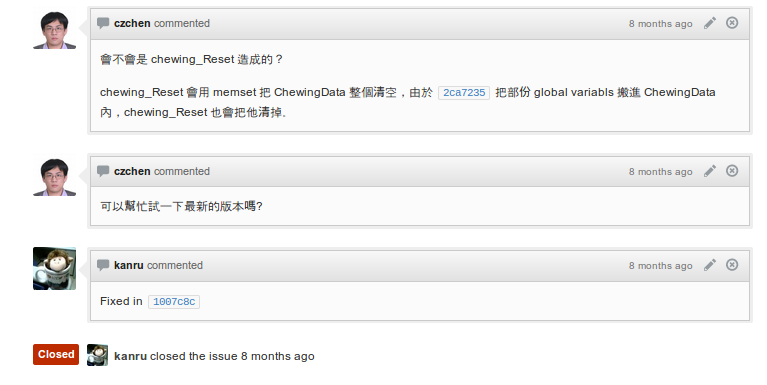 czchen commented 8 months ago
會不會是 chewing_Reset 造成的？
chewing_Reset 會用 memset 把 ChewingData 整個清空，由於 2ca7235 把部份 global variabls 搬進 ChewingData
內，chewing_Reset 也會把他清掉.
czchen commented 8 months ago
可以幫忙試一下最新的版本嗎?
kanru commented 8 months ago
Fixed in 1007c8c
Closed kanru closed the issue 8 months ago